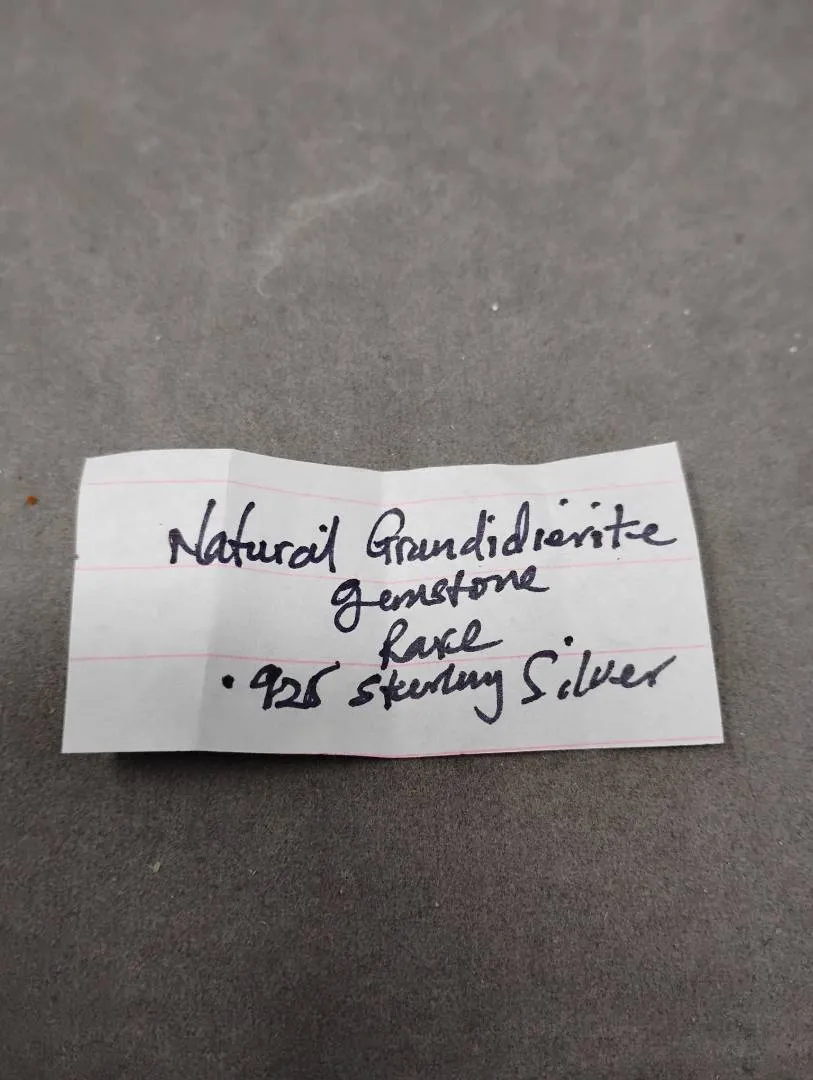 Natural Grandidierite
gemstone
Rare
.925 Sterling Silver